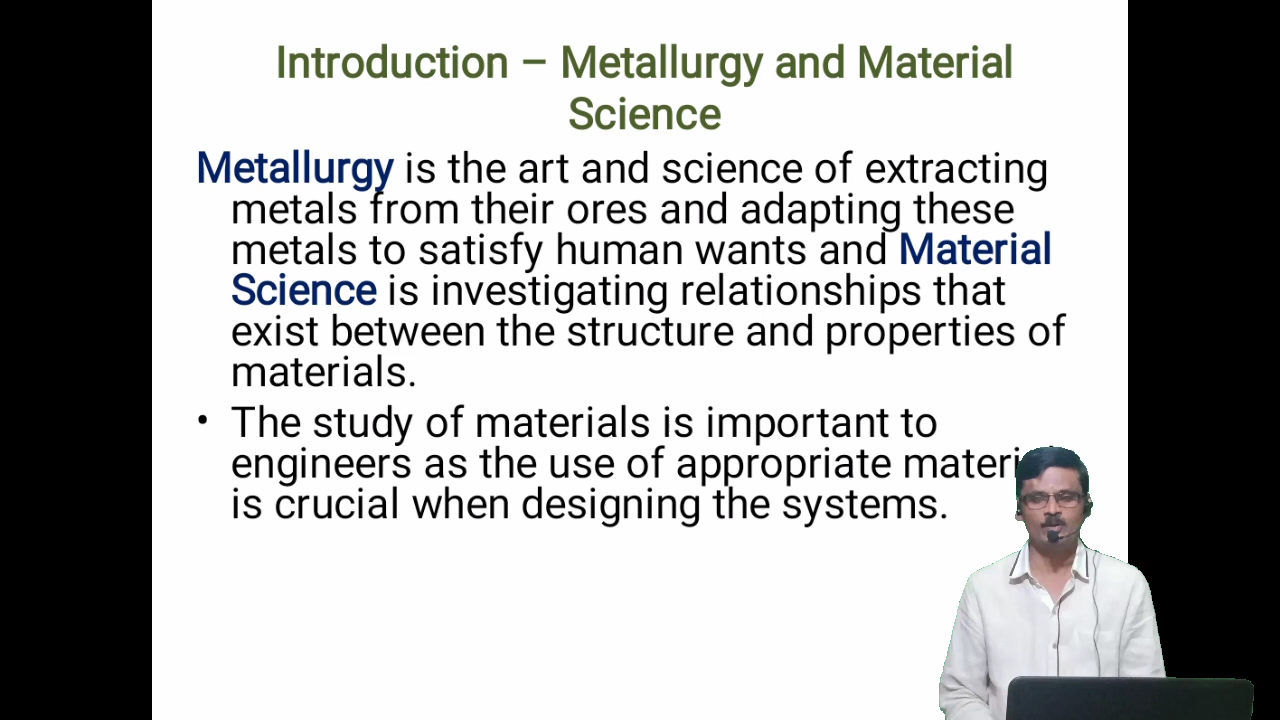 Introduction – Metallurgy and Material
Science
Metallurgy is the art and science of extracting
metals from their ores and adapting these
metals to satisfy human wants and Material
Science is investigating relationships that
exist between the structure and properties of
materials.
• The study of materials is important to
engineers as the use of appropriate
is crucial when designing the systems.